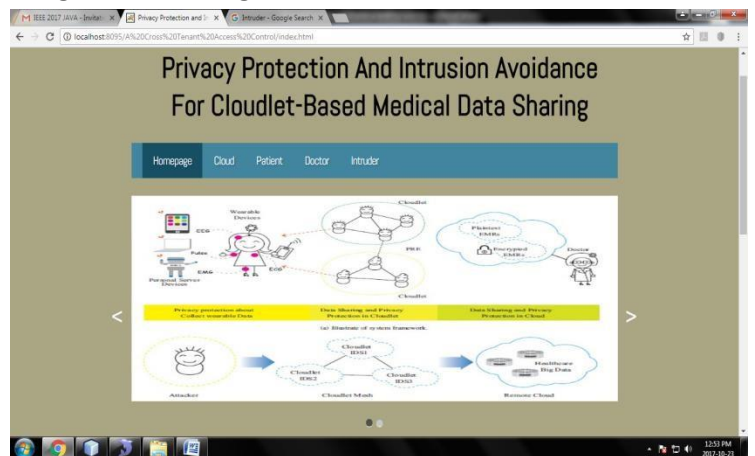 IEEE 2017 JAVA - Invitati
Privacy Protection and In
Intruder - Google Search
localhost:8095/A%20Cross%20Tenant%20Access%20Control/index.html
Privacy Protection And Intrusion Avoidance
For Cloudlet-Based Medical Data Sharing
Homepage Cloud Patient Doctor Intruder
Cloudlet
Wearable
Devices
ECG
Pulse
EMG
ECG
Personal Server
Devices
PRE
Cloudlet
Plaintext
EMRs
Encrypted
EMRs
Doctor
Privacy protection about
Collect wearable Data
Data Sharing and Privacy
Protection in Cloudlet
Data Sharing and Privacy
Protection in Cloud
(a) Illustrate of system framework.
<
>
Cloudlet
IDS1
Cloudlet
IDS2
Cloudlet
IDS3
Healthcare
Big Data
Attacker
Cloudlet Mesh
Remote Cloud
12:53 PM
2017-10-23